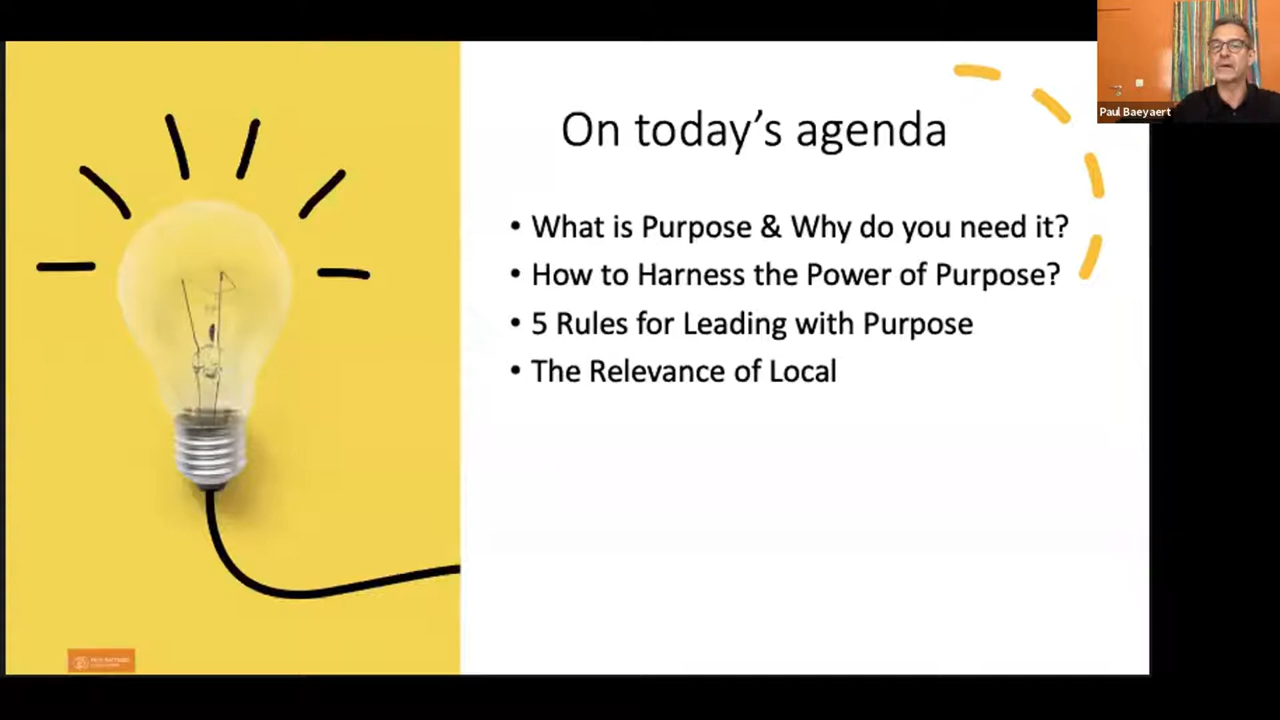 On today's agenda
• What is Purpose & Why do you need it?
• How to Harness the Power of Purpose?
• 5 Rules for Leading with Purpose
• The Relevance of Local
Paul Baeyaert